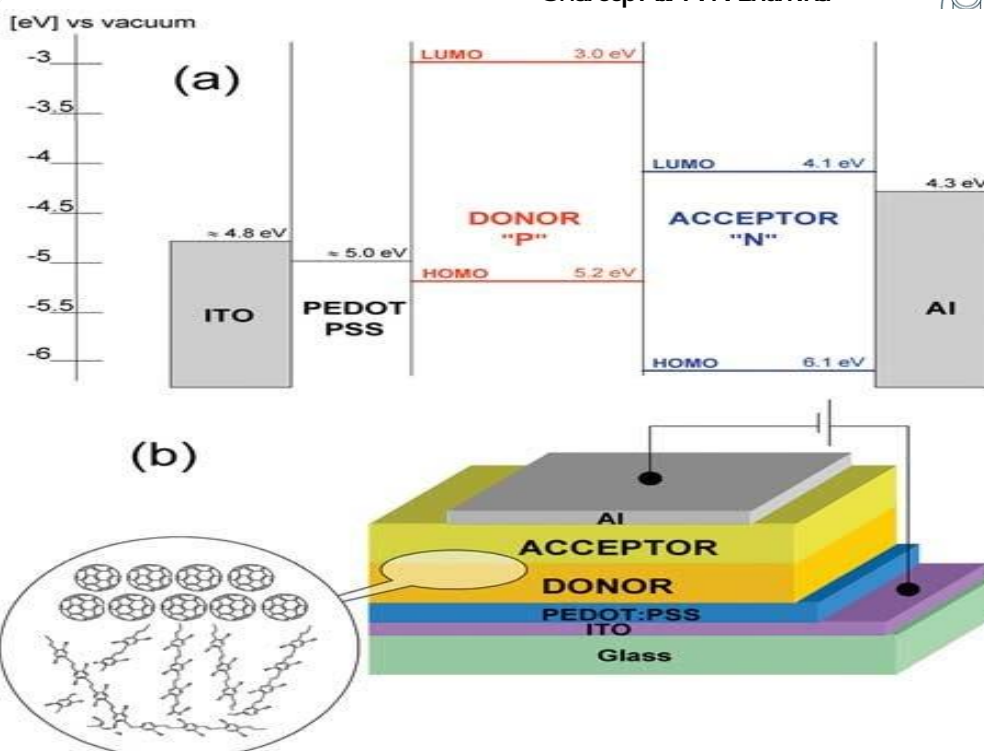 [eV] vs vacuum
-3
-3.5
-4
-4.5
-5
-5.5
-6
(a)
LUMO 3.0 eV
LUMO 4.1 eV
4.3 eV
DONOR
"P"
ACCEPTOR
"N"
≈ 4.8 eV
≈ 5.0 eV
HOMO 5.2 eV
ITO
PEDOT
PSS
Al
HOMO 6.1 eV
(b)
Al
ACCEPTOR
DONOR
PEDOT:PSS
ITO
Glass